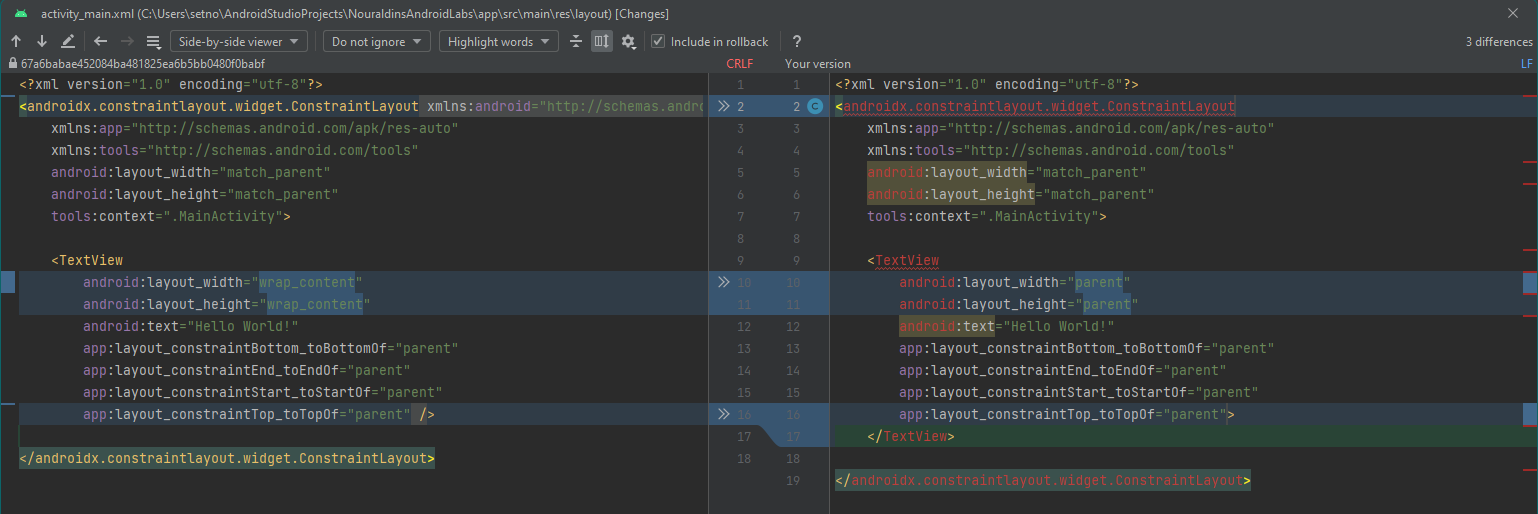 activity_main.xml (C:\Users\setno\AndroidStudioProjects\NouraldinsAndroidLabs\app\src\main\res\layout) [Changes]
Side-by-side viewer Do not ignore Highlight words Include in rollback ? 3 differences
67a6babae452084ba481825ea6b5bb0480f0babf CRLF Your version LF
<?xml version="1.0" encoding="utf-8"?> 1 1 <?xml version="1.0" encoding="utf-8"?>
<androidx.constraintlayout.widget.ConstraintLayout xmlns:android="http://schemas.andr 2 2 C <androidx.constraintlayout.widget.ConstraintLayout
xmlns:app="http://schemas.android.com/apk/res-auto" 3 3 xmlns:app="http://schemas.android.com/apk/res-auto"
xmlns:tools="http://schemas.android.com/tools" 4 4 xmlns:tools="http://schemas.android.com/tools"
android:layout_width="match_parent" 5 5 android:layout_width="match_parent"
android:layout_height="match_parent" 6 6 android:layout_height="match_parent"
tools:context=".MainActivity"> 7 7 tools:context=".MainActivity">
8 8
<TextView 9 9 <TextView
android:layout_width="wrap_content" 10 10 android:layout_width="parent"
android:layout_height="wrap_content" 11 11 android:layout_height="parent"
android:text="Hello World!" 12 12 android:text="Hello World!"
app:layout_constraintBottom_toBottomOf="parent" 13 13 app:layout_constraintBottom_toBottomOf="parent"
app:layout_constraintEnd_toEndOf="parent" 14 14 app:layout_constraintEnd_toEndOf="parent"
app:layout_constraintStart_toStartOf="parent" 15 15 app:layout_constraintStart_toStartOf="parent"
app:layout_constraintTop_toTopOf="parent" /> 16 16 app:layout_constraintTop_toTopOf="parent">
17 17 </TextView>
</androidx.constraintlayout.widget.ConstraintLayout> 18 18
19 </androidx.constraintlayout.widget.ConstraintLayout>